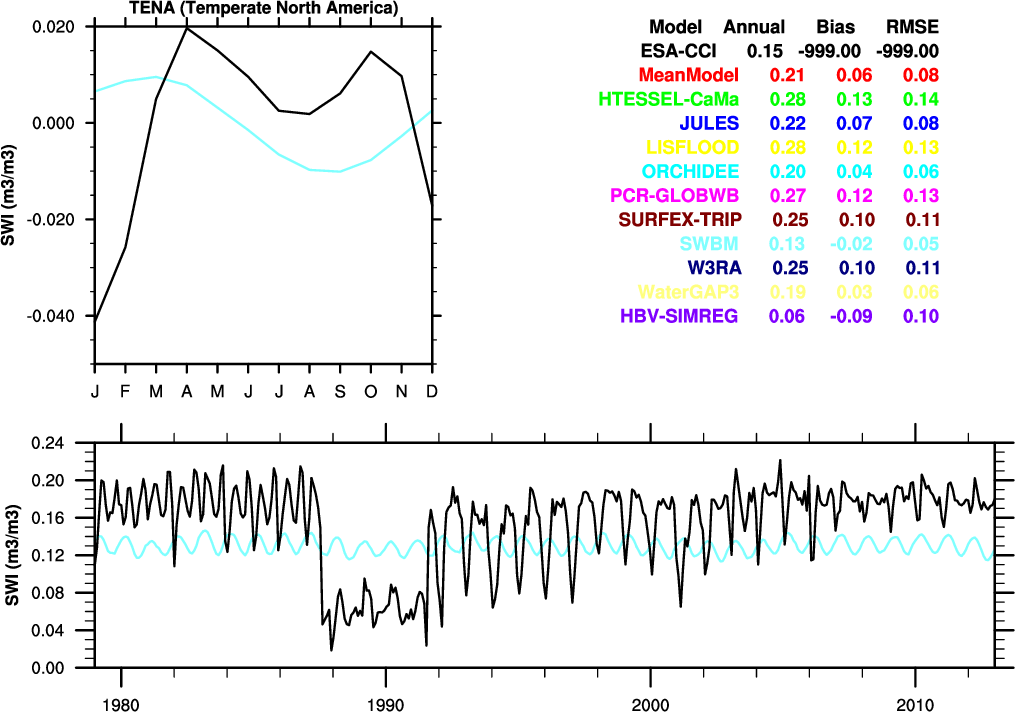 TENA (Temperate North America)
0.020
0.000
-0.020
-0.040
SWI (m3/m3)
J F M A M J J A S O N D
Model Annual Bias RMSE
ESA-CCI 0.15 -999.00 -999.00
MeanModel 0.21 0.06 0.08
HTESSEL-CaMa 0.28 0.13 0.14
JULES 0.22 0.07 0.08
LISFLOOD 0.28 0.12 0.13
ORCHIDEE 0.20 0.04 0.06
PCR-GLOBWB 0.27 0.12 0.13
SURFEX-TRIP 0.25 0.10 0.11
SWBM 0.13 -0.02 0.05
W3RA 0.25 0.10 0.11
WaterGAP3 0.19 0.03 0.06
HBV-SIMREG 0.06 -0.09 0.10
0.24
0.20
0.16
0.12
0.08
0.04
0.00
SWI (m3/m3)
1980 1990 2000 2010